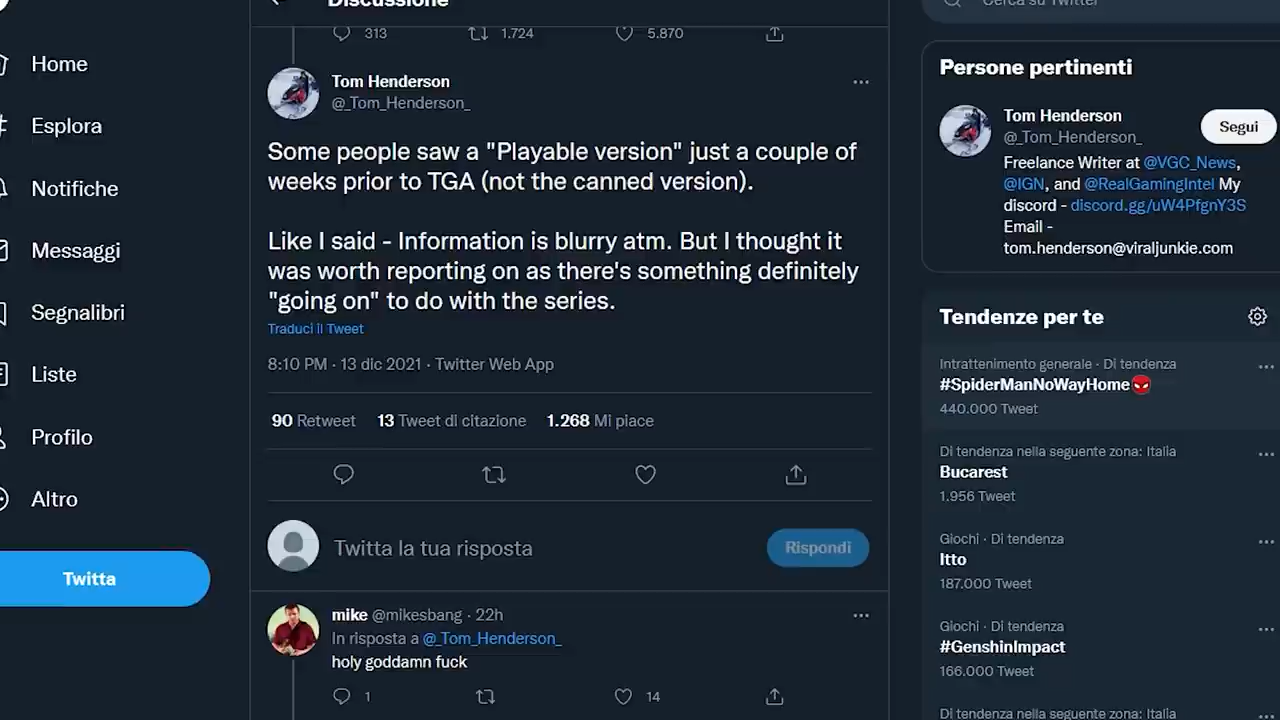 Discussione
313 1.724 5.870
Tom Henderson
@_Tom_Henderson_
Some people saw a "Playable version" just a couple of
weeks prior to TGA (not the canned version).
Like I said - Information is blurry atm. But I thought it
was worth reporting on as there's something definitely
"going on" to do with the series.
Traduci il Tweet
8:10 PM · 13 dic 2021 · Twitter Web App
90 Retweet 13 Tweet di citazione 1.268 Mi piace
Twitta la tua risposta
Rispondi
mike @mikesbang · 22h
In risposta a @_Tom_Henderson_
holy goddamn fuck
1 14
Home
Esplora
Notifiche
Messaggi
Segnalibri
Liste
Profilo
Altro
Twitta
Cerca su Twitter
Persone pertinenti
Tom Henderson
@_Tom_Henderson_
Segui
Freelance Writer at @VGC_News,
@IGN, and @RealGamingIntel My
discord - discord.gg/uW4PfgnY3S
Email -
tom.henderson@viraljunkie.com
Tendenze per te
Intrattenimento generale · Di tendenza
#SpiderManNoWayHome
440.000 Tweet
Di tendenza nella seguente zona: Italia
Bucarest
1.956 Tweet
Giochi · Di tendenza
Itto
187.000 Tweet
Giochi · Di tendenza
#GenshinImpact
166.000 Tweet
Di tendenza nella seguente zona: Italia